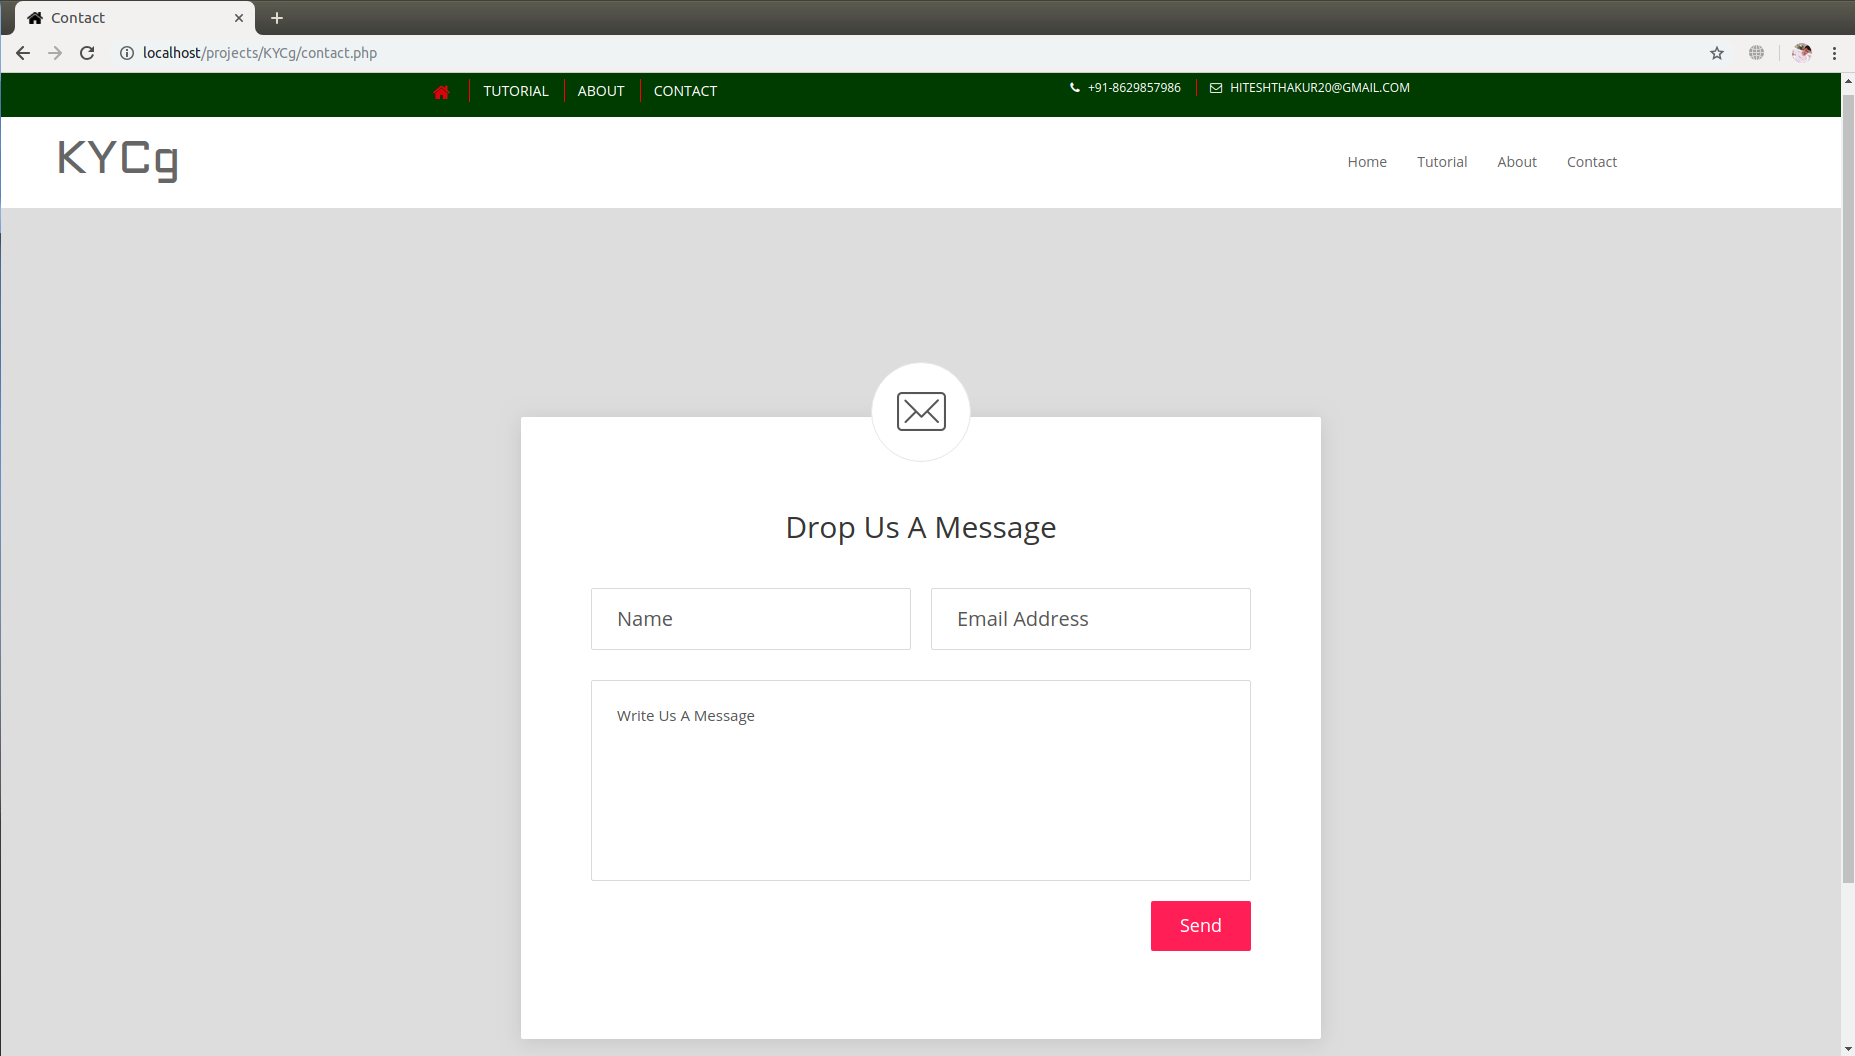 Contact
localhost/projects/KYCg/contact.php
TUTORIAL ABOUT CONTACT +91-8629857986 HITESHTHAKUR20@GMAIL.COM
KYCg Home Tutorial About Contact
Drop Us A Message
Name Email Address
Write Us A Message
Send